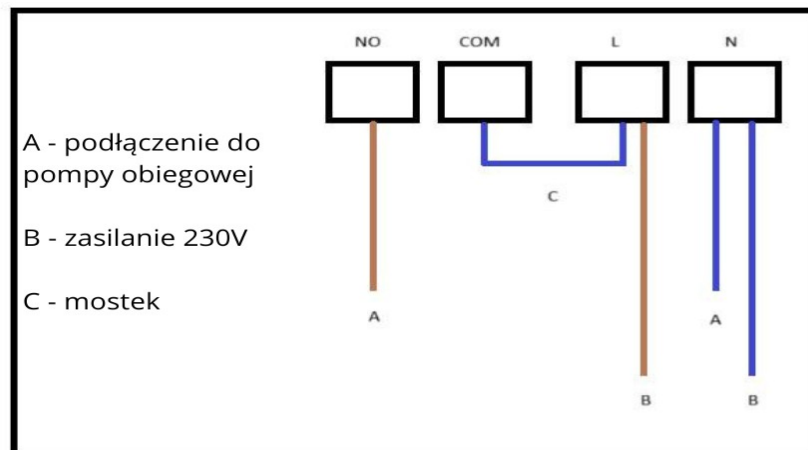 NO COM L N
A - podłączenie do
pompy obiegowej
B - zasilanie 230V
C - mostek
C
A A
B B